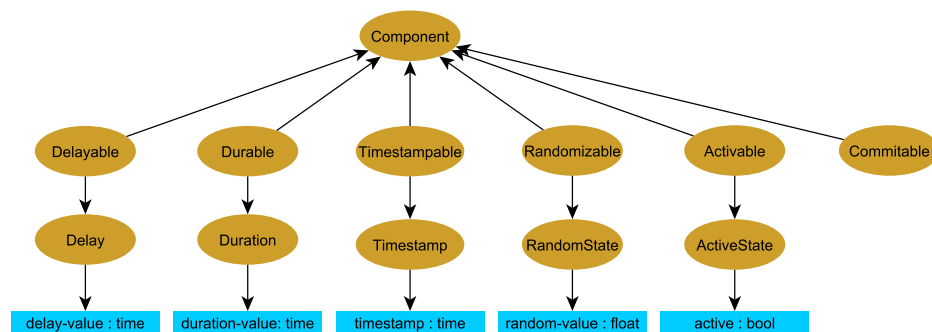 Component
Delayable
Durable
Timestampable
Randomizable
Activable
Commitable
Delay
Duration
Timestamp
RandomState
ActiveState
delay-value : time
duration-value: time
timestamp : time
random-value : float
active : bool